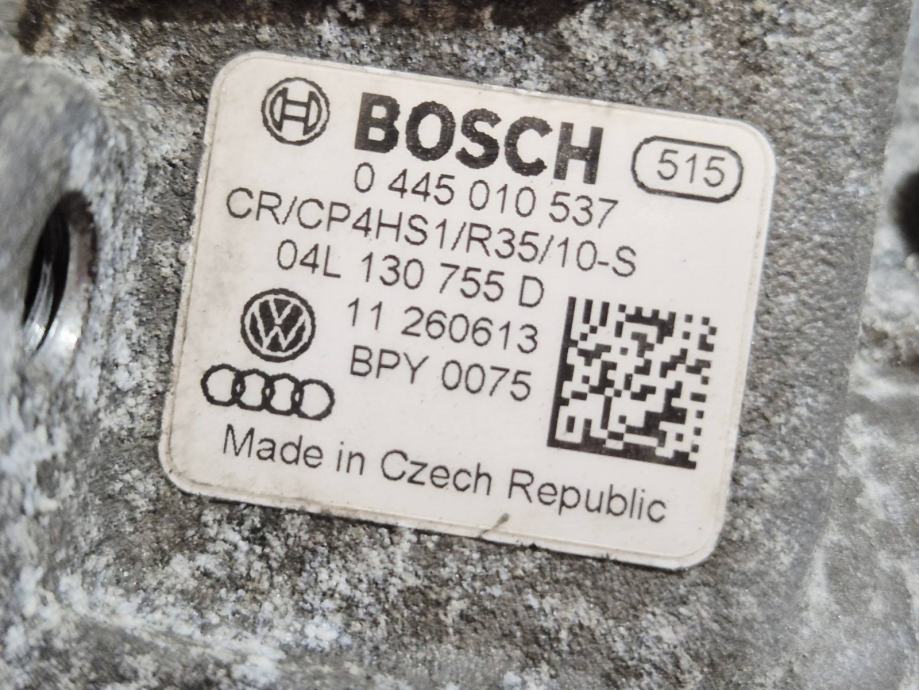 BOSCH 515
0 445 010 537
CR/CP4HS1/R35/10-S
04L 130 755 D
11 260613
BPY 0075
Made in Czech Republic